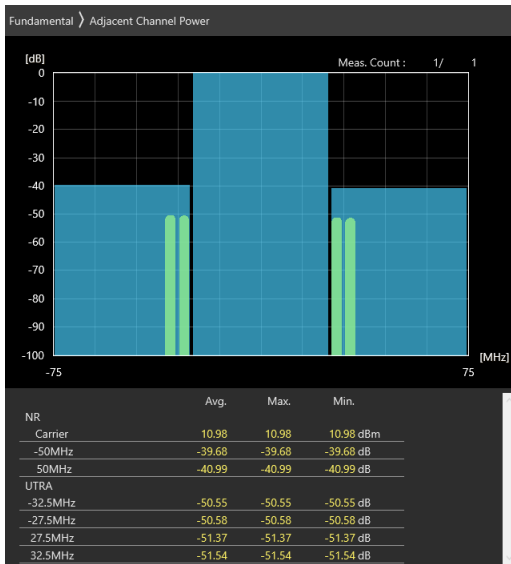 Fundamental 〉 Adjacent Channel Power
[dB]
Meas. Count : 1/ 1
0
-10
-20
-30
-40
-50
-60
-70
-80
-90
-100
[MHz]
-75 75
Avg. Max. Min.
NR
Carrier 10.98 10.98 10.98 dBm
-50MHz -39.68 -39.68 -39.68 dB
50MHz -40.99 -40.99 -40.99 dB
UTRA
-32.5MHz -50.55 -50.55 -50.55 dB
-27.5MHz -50.58 -50.58 -50.58 dB
27.5MHz -51.37 -51.37 -51.37 dB
32.5MHz -51.54 -51.54 -51.54 dB